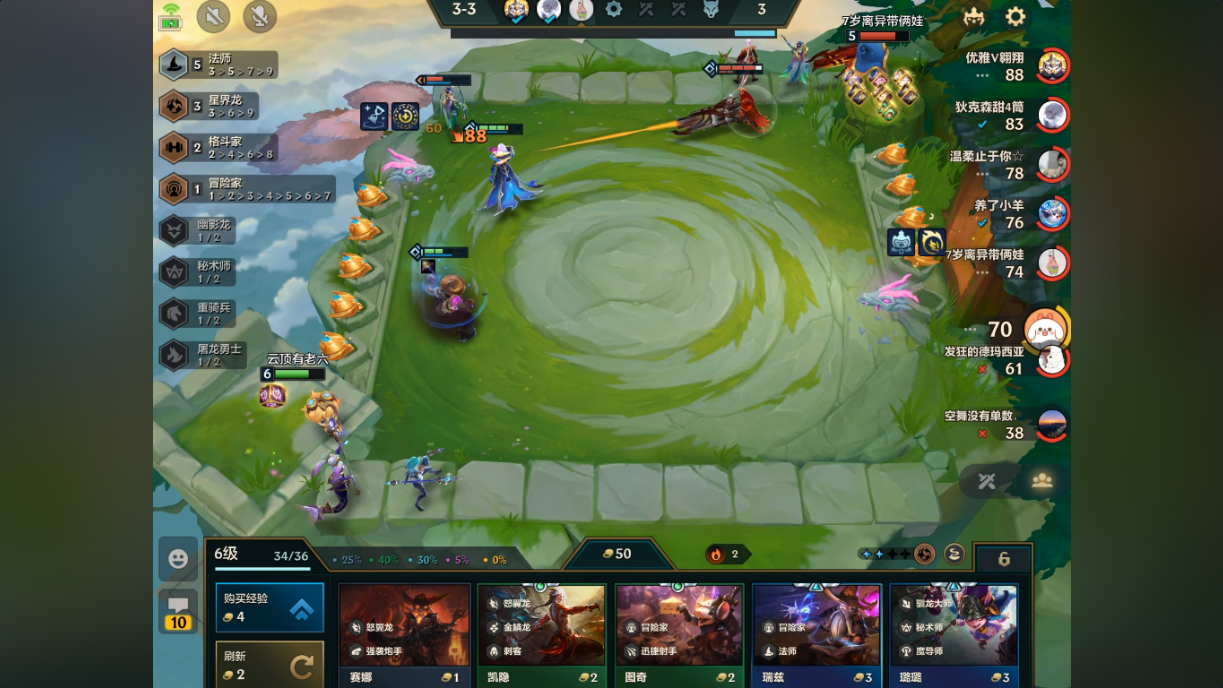 3-3
3
7岁离异带俩娃
5
5 法师
3>5>7>9
3 星界龙
3>6>9
2 格斗家
2>4>6>8
1 冒险家
1>2>3>4>5>6>7
幽影龙
1/2
秘术师
1/2
重骑兵
1/2
屠龙勇士
1/2
60
88
优雅V翱翔
88
狄克森甜4筒
83
温柔止于你☆
78
养了小羊
76
7岁离异带俩娃
74
70
发狂的德玛西亚
61
空舞没有单数.
38
云顶有老六
6
10
6级 34/36
25% 40% 30% 5% 0%
50
2
购买经验
4
刷新
2
怒翼龙
强袭炮手
赛娜 1
怒翼龙
金鳞龙
刺客
凯隐 2
冒险家
迅捷射手
图奇 2
冒险家
法师
瑞兹 3
驯龙大师
秘术师
魔导师
璐璐 3